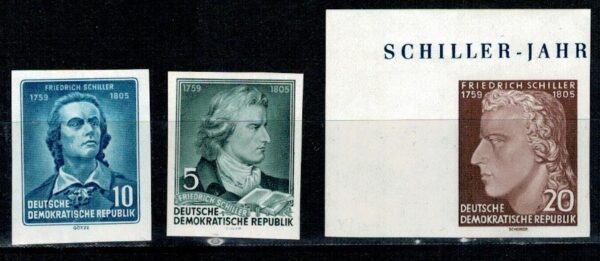 FRIEDRICH SCHILLER
1759 1805
10
DEUTSCHE
DEMOKRATISCHE REPUBLIK
GÖTZE
1759 1805
5
FRIEDRICH SCHILLER
DEUTSCHE
DEMOKRATISCHE REPUBLIK
SCHILLER-JAHR
FRIEDRICH SCHILLER
1759 1805
20
DEUTSCHE
DEMOKRATISCHE REPUBLIK